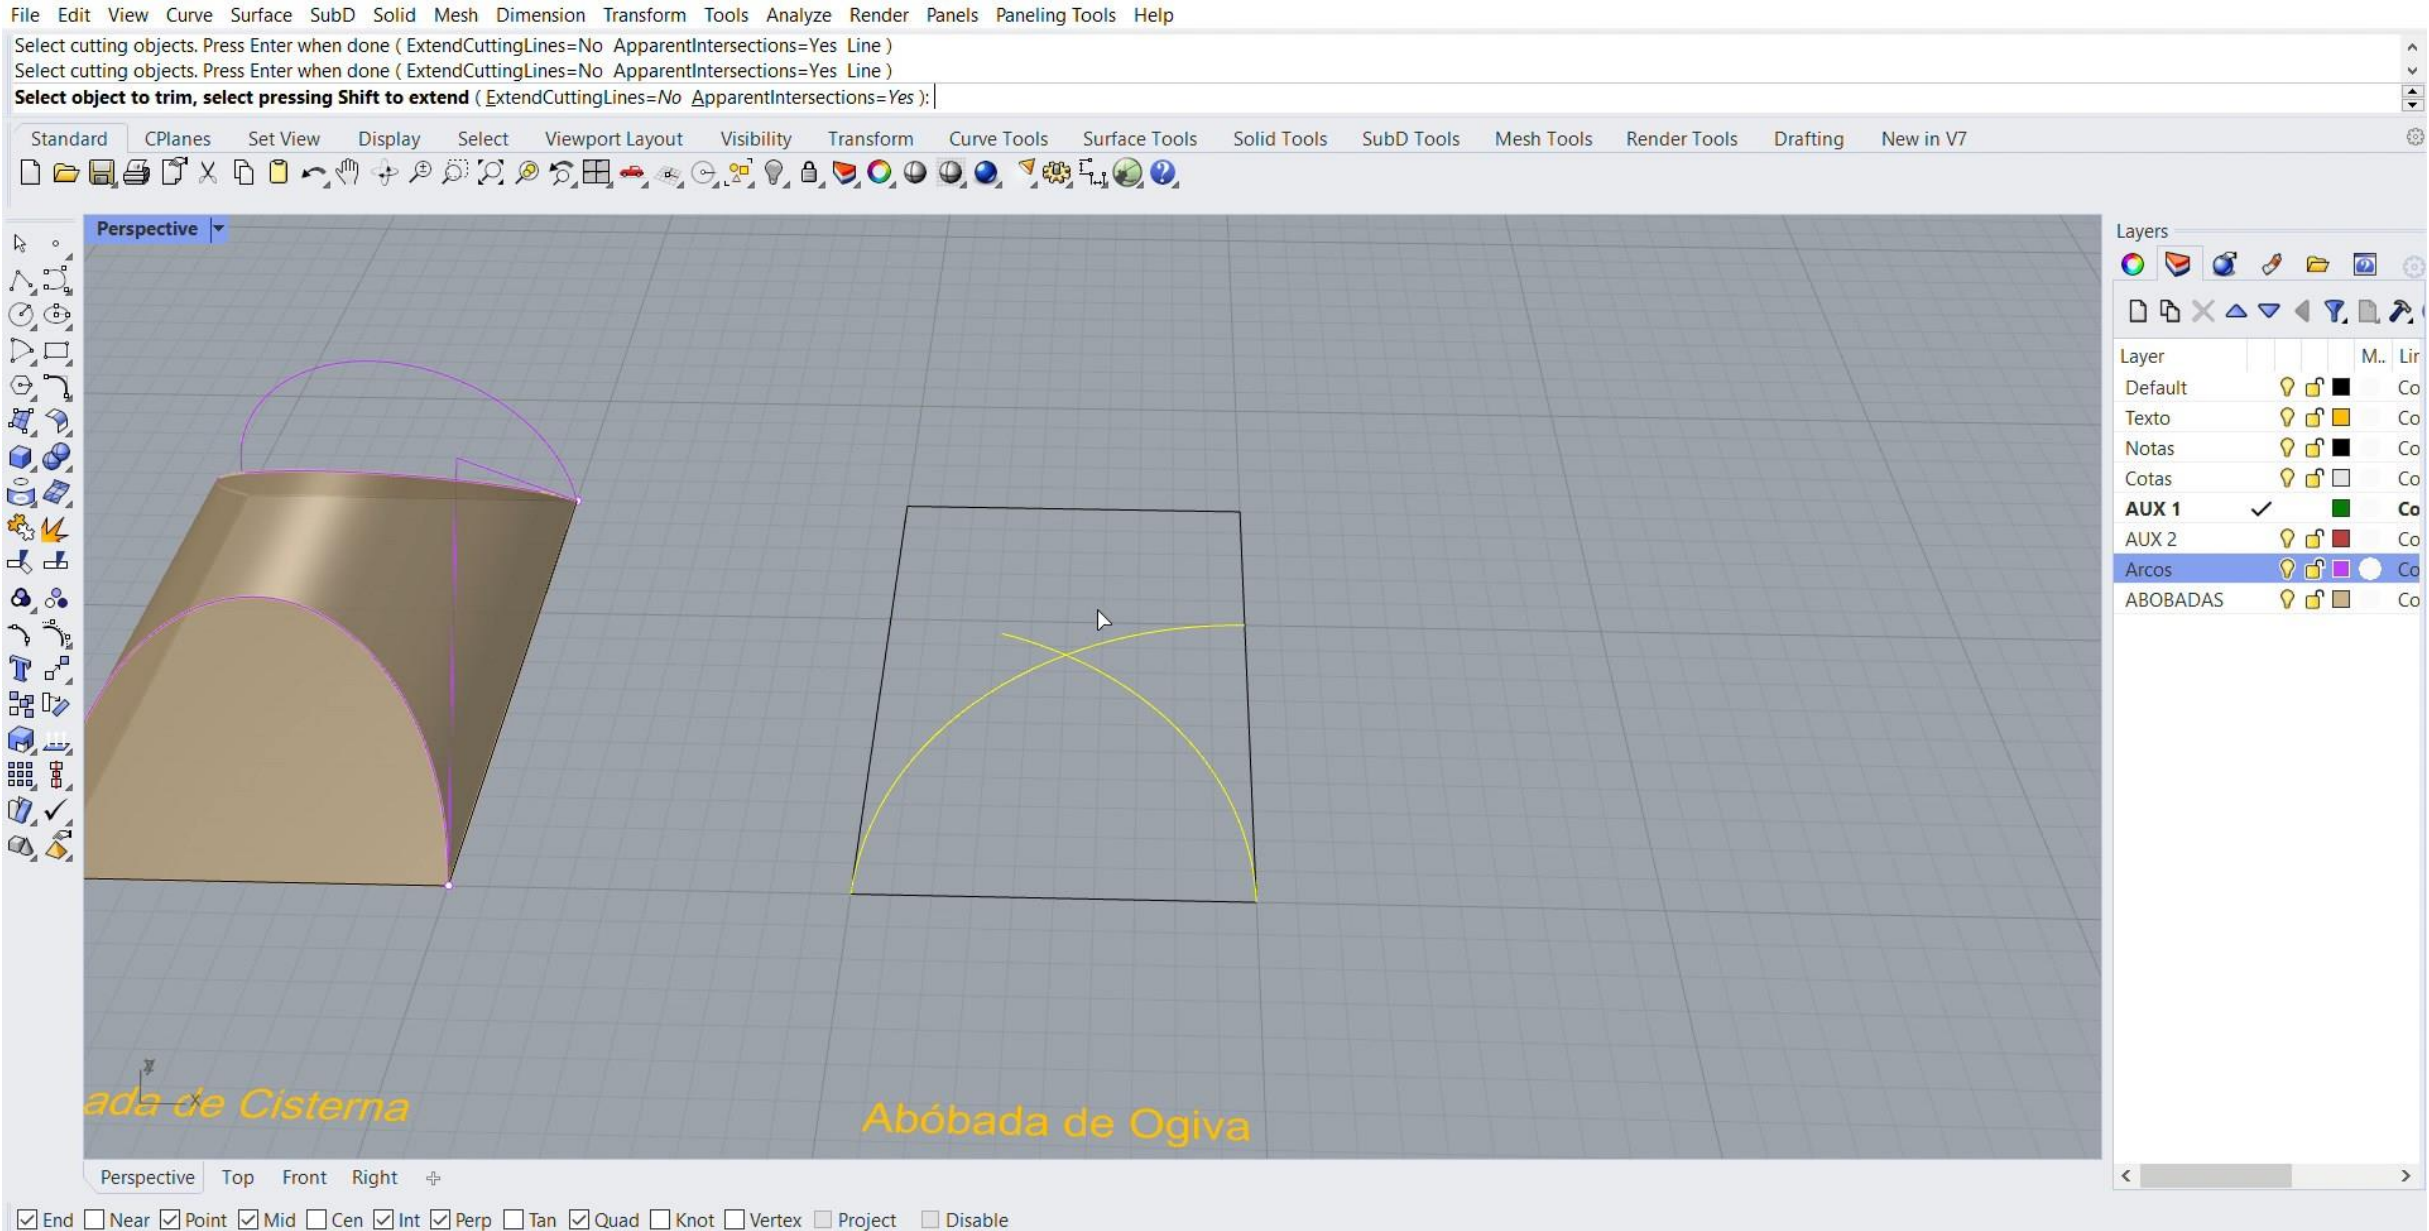 File Edit View Curve Surface SubD Solid Mesh Dimension Transform Tools Analyze Render Panels Paneling Tools Help
Select cutting objects. Press Enter when done ( ExtendCuttingLines=No ApparentIntersections=Yes Line )
Select cutting objects. Press Enter when done ( ExtendCuttingLines=No ApparentIntersections=Yes Line )
Select object to trim, select pressing Shift to extend ( ExtendCuttingLines=No ApparentIntersections=Yes ):
Standard CPlanes Set View Display Select Viewport Layout Visibility Transform Curve Tools Surface Tools Solid Tools SubD Tools Mesh Tools Render Tools Drafting New in V7
Perspective
Layers
Layer M.. Lir
Default Co
Texto Co
Notas Co
Cotas Co
AUX 1 Co
AUX 2 Co
Arcos Co
ABOBADAS Co
ada de Cisterna
x
Abóbada de Ogiva
Perspective Top Front Right
End Near Point Mid Cen Int Perp Tan Quad Knot Vertex Project Disable